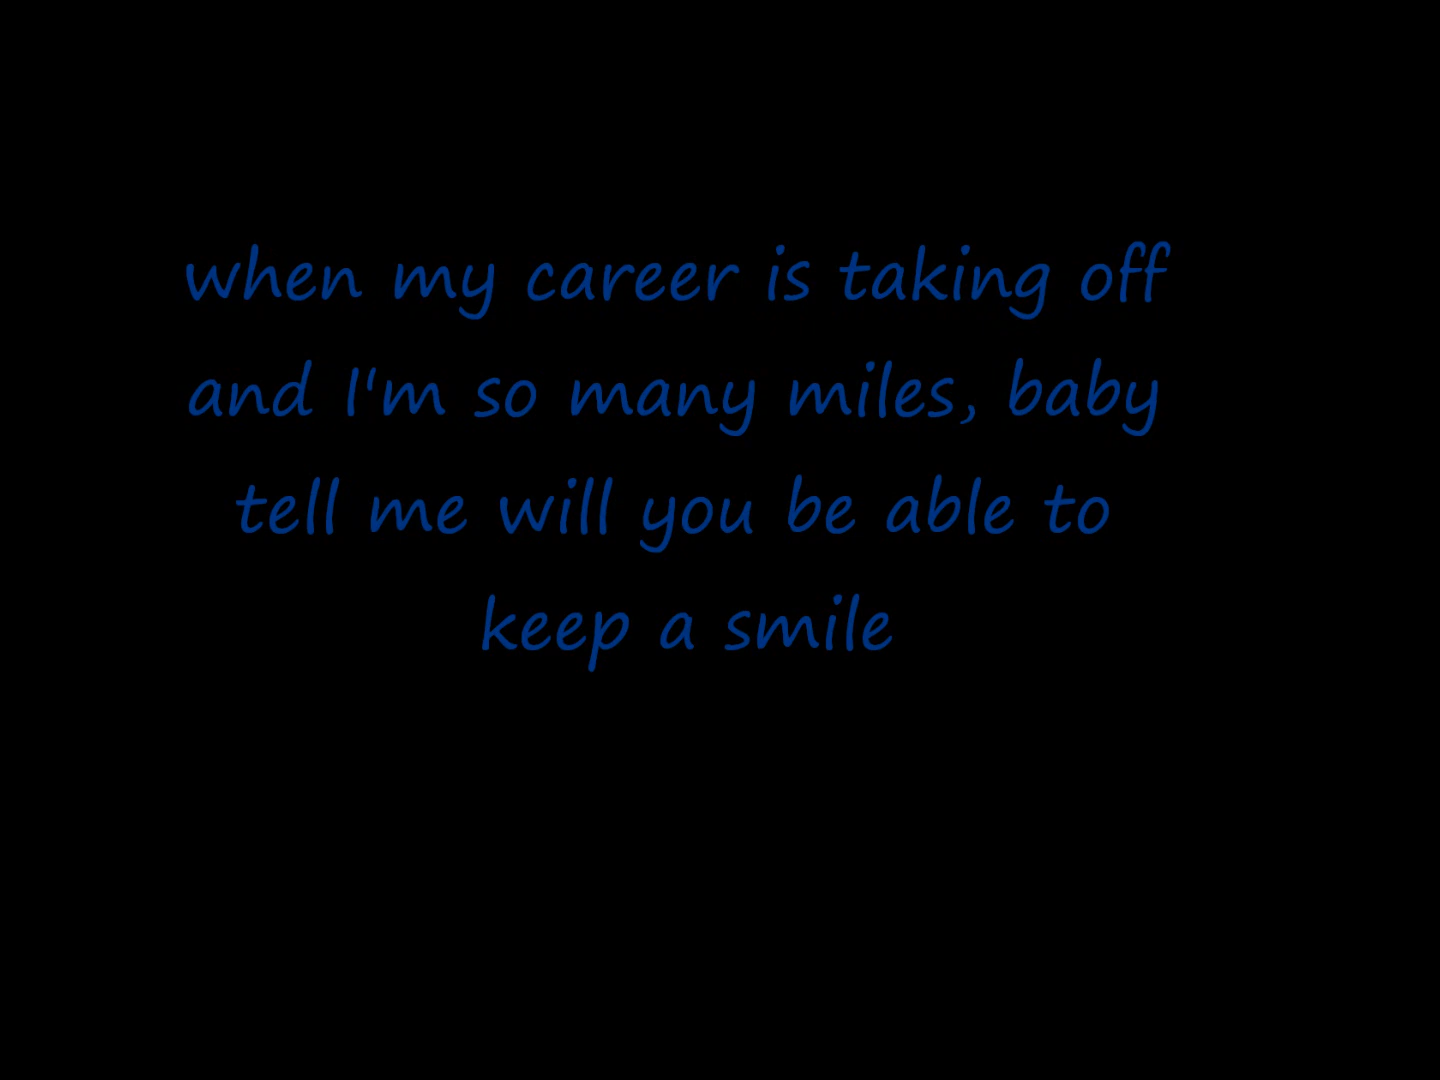 when my career is taking off
and I'm so many miles, baby
tell me will you be able to
keep a smile